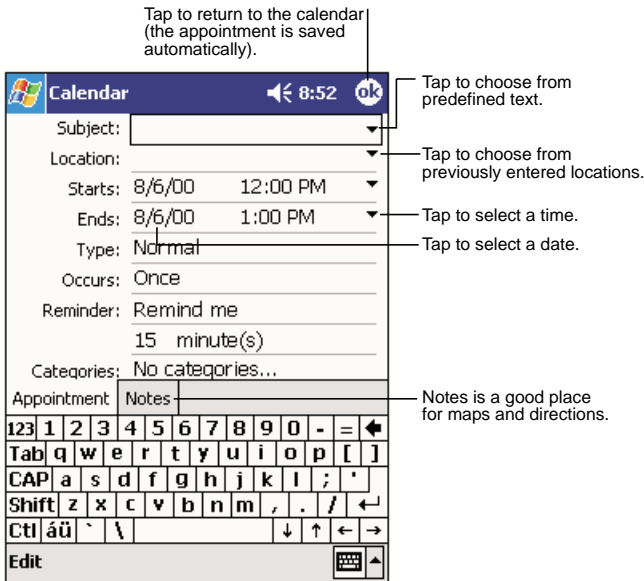 Tap to return to the calendar
(the appointment is saved
automatically).
Calendar 8:52 ok
Tap to choose from
predefined text.
Subject:
Location:
Tap to choose from
previously entered locations.
Starts: 8/6/00 12:00 PM
Ends: 8/6/00 1:00 PM
Tap to select a time.
Tap to select a date.
Type: Normal
Occurs: Once
Reminder: Remind me
15 minute(s)
Categories: No categories...
Appointment Notes
Notes is a good place
for maps and directions.
123 1 2 3 4 5 6 7 8 9 0 - =
Tab q w e r t y u i o p [ ]
CAP a s d f g h j k l ; '
Shift z x c v b n m , . /
Ctl áü ` \ ↓ ↑ ← →
Edit